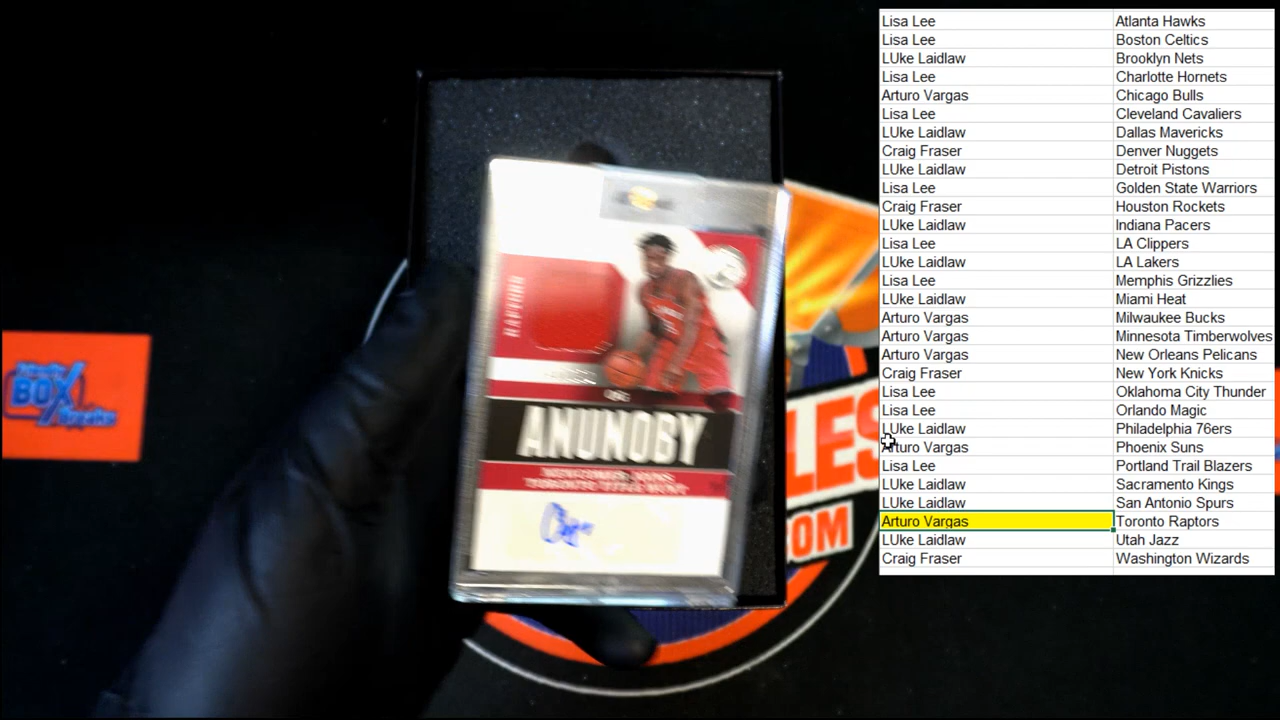 BOX
Breaks
RAPTORS
ANUNOBY
LES
COM
Lisa Lee Atlanta Hawks
Lisa Lee Boston Celtics
LUke Laidlaw Brooklyn Nets
Lisa Lee Charlotte Hornets
Arturo Vargas Chicago Bulls
Lisa Lee Cleveland Cavaliers
LUke Laidlaw Dallas Mavericks
Craig Fraser Denver Nuggets
LUke Laidlaw Detroit Pistons
Lisa Lee Golden State Warriors
Craig Fraser Houston Rockets
LUke Laidlaw Indiana Pacers
Lisa Lee LA Clippers
LUke Laidlaw LA Lakers
Lisa Lee Memphis Grizzlies
LUke Laidlaw Miami Heat
Arturo Vargas Milwaukee Bucks
Arturo Vargas Minnesota Timberwolves
Arturo Vargas New Orleans Pelicans
Craig Fraser New York Knicks
Lisa Lee Oklahoma City Thunder
Lisa Lee Orlando Magic
LUke Laidlaw Philadelphia 76ers
Arturo Vargas Phoenix Suns
Lisa Lee Portland Trail Blazers
LUke Laidlaw Sacramento Kings
LUke Laidlaw San Antonio Spurs
Arturo Vargas Toronto Raptors
LUke Laidlaw Utah Jazz
Craig Fraser Washington Wizards